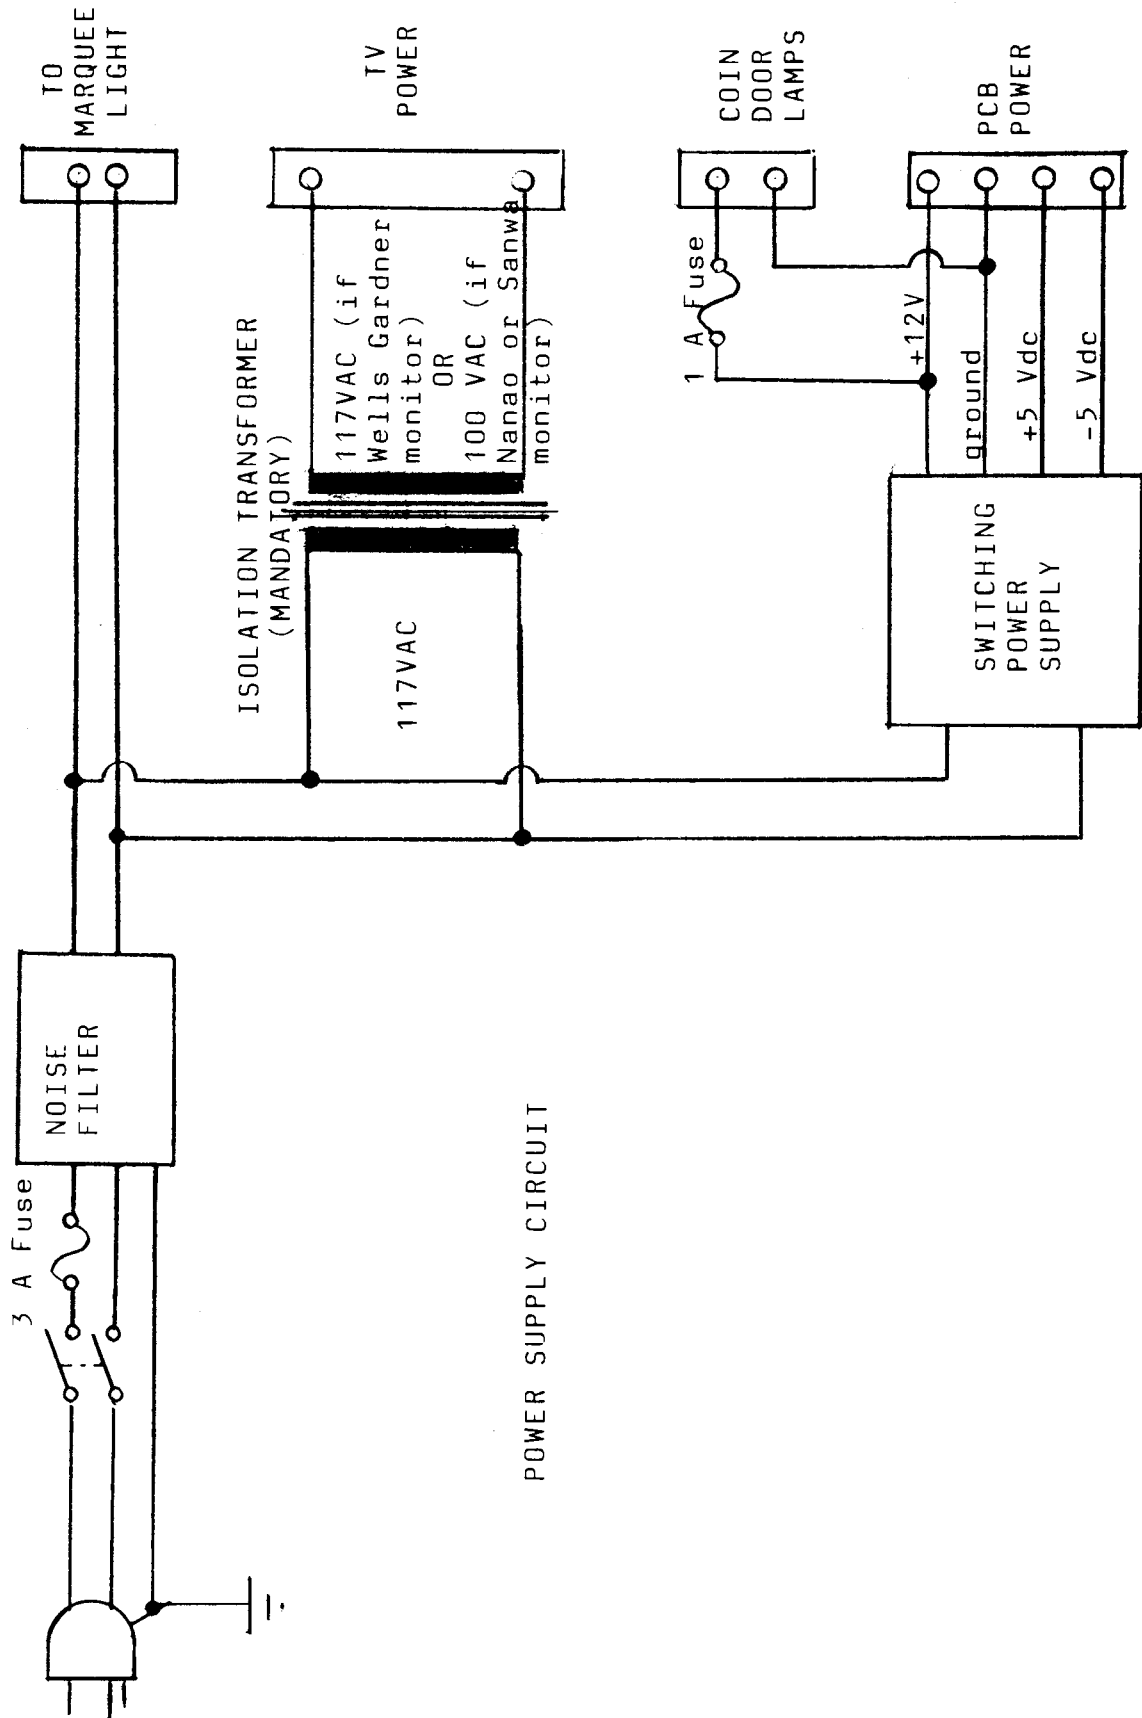 TO
MARQUEE
LIGHT
TV
POWER
COIN
DOOR
LAMPS
PCB
POWER
ISOLATION TRANSFORMER
(MANDATORY)
117VAC (if
Wells Gardner
monitor)
OR
100 VAC (if
Nanao or Sanwa
monitor)
117VAC
1 A Fuse
+12V
ground
+5 Vdc
-5 Vdc
SWITCHING
POWER
SUPPLY
NOISE
FILTER
3 A Fuse
POWER SUPPLY CIRCUIT